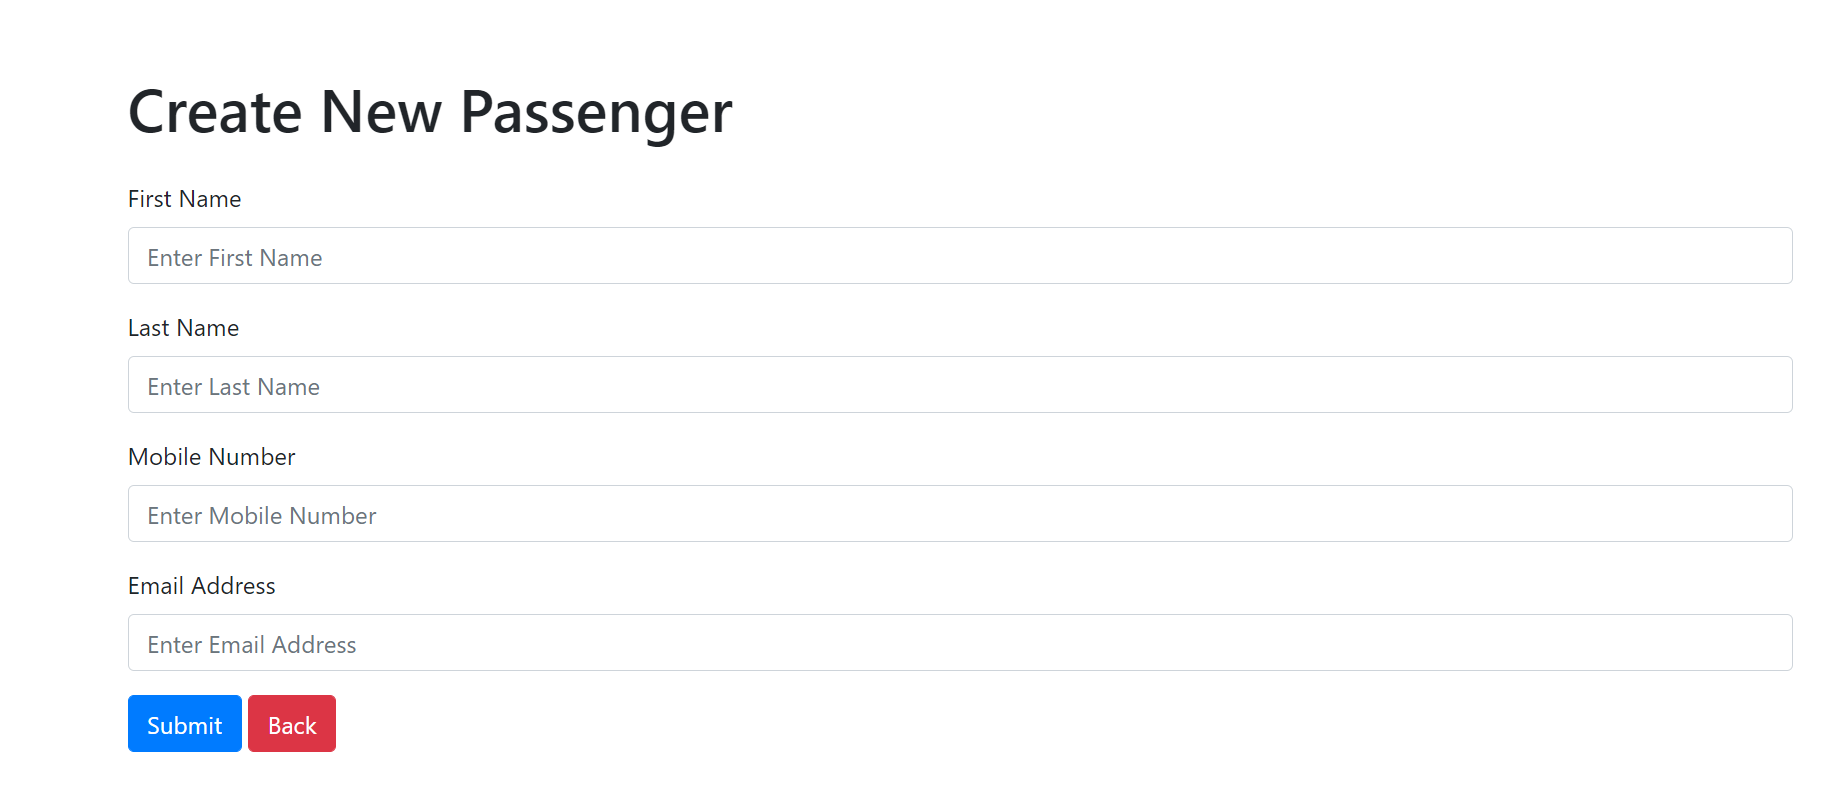 Create New Passenger
First Name
Enter First Name
Last Name
Enter Last Name
Mobile Number
Enter Mobile Number
Email Address
Enter Email Address
Submit Back